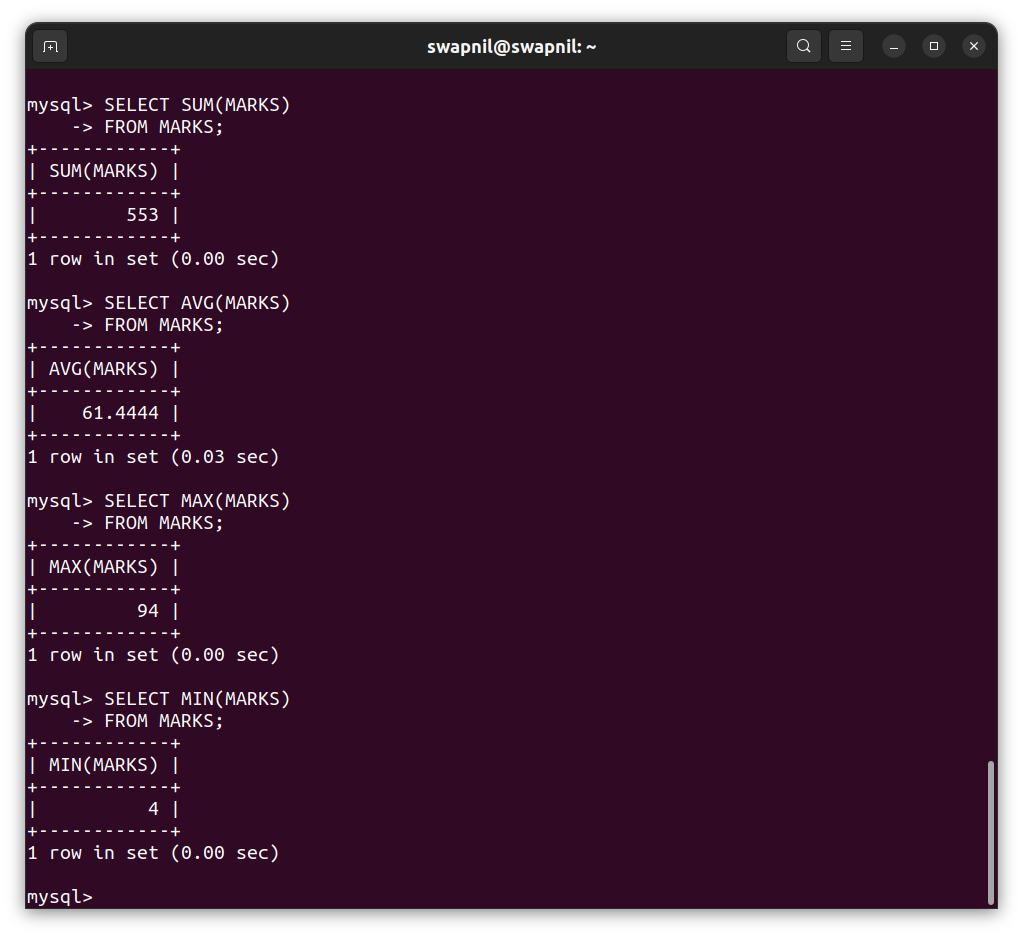 swapnil@swapnil: ~
mysql> SELECT SUM(MARKS)
    -> FROM MARKS;
+------------+
| SUM(MARKS) |
+------------+
|        553 |
+------------+
1 row in set (0.00 sec)

mysql> SELECT AVG(MARKS)
    -> FROM MARKS;
+------------+
| AVG(MARKS) |
+------------+
|    61.4444 |
+------------+
1 row in set (0.03 sec)

mysql> SELECT MAX(MARKS)
    -> FROM MARKS;
+------------+
| MAX(MARKS) |
+------------+
|         94 |
+------------+
1 row in set (0.00 sec)

mysql> SELECT MIN(MARKS)
    -> FROM MARKS;
+------------+
| MIN(MARKS) |
+------------+
|          4 |
+------------+
1 row in set (0.00 sec)

mysql>